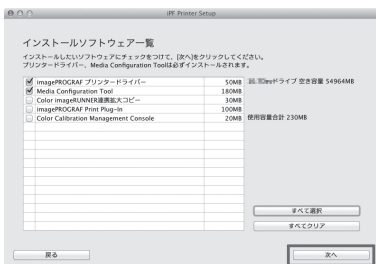 iPF Printer Setup
インストールソフトウェア一覧
インストールしたいソフトウェアにチェックをつけて、[次へ]をクリックしてください。
プリンタードライバー、Media Configuration Toolは必ずインストールされます。
imagePROGRAF プリンタードライバー 50MB
Media Configuration Tool 180MB
Color imageRUNNER連携拡大コピー 30MB
imagePROGRAF Print Plug-In 100MB
Color Calibration Management Console 20MB
ドライブ 空き容量 54964MB
使用容量合計 230MB
すべて選択
すべてクリア
戻る
次へ